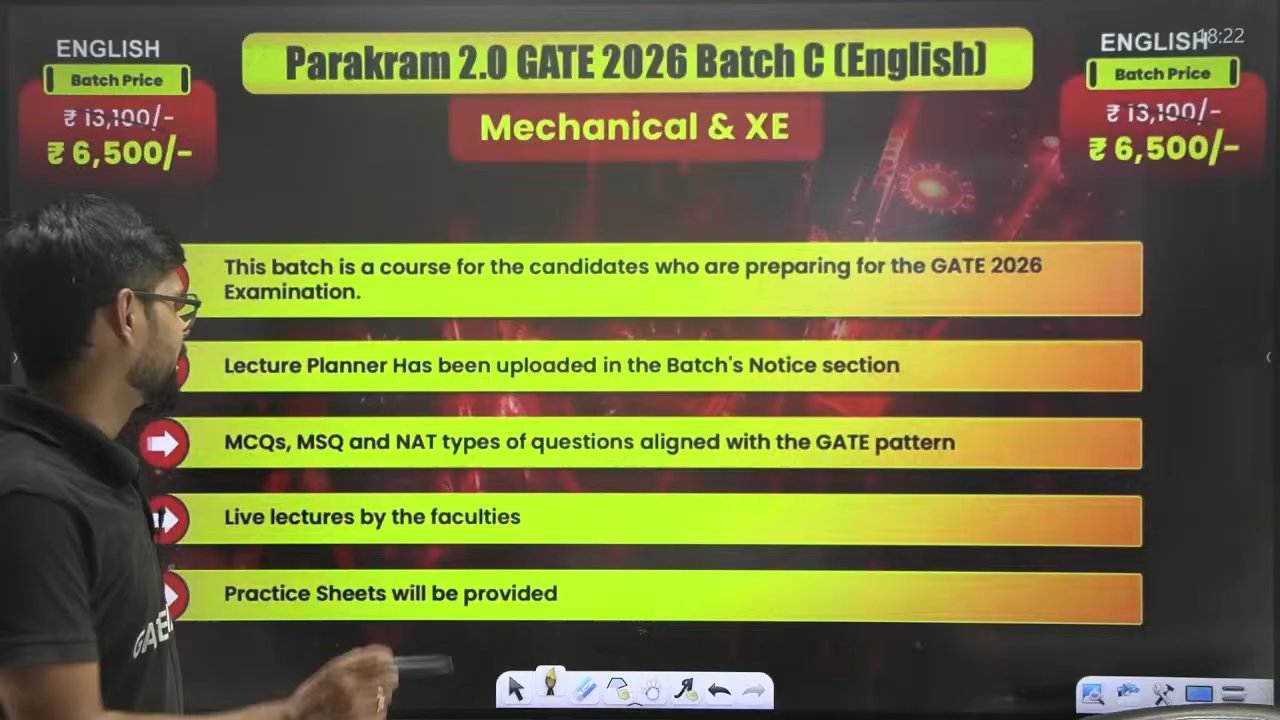 ENGLISH
Batch Price
₹ 13,100/-
₹ 6,500/-
Parakram 2.0 GATE 2026 Batch C (English)
Mechanical & XE
ENGLISH
18:22
Batch Price
₹ 13,100/-
₹ 6,500/-
This batch is a course for the candidates who are preparing for the GATE 2026
Examination.
Lecture Planner Has been uploaded in the Batch's Notice section
MCQs, MSQ and NAT types of questions aligned with the GATE pattern
Live lectures by the faculties
Practice Sheets will be provided